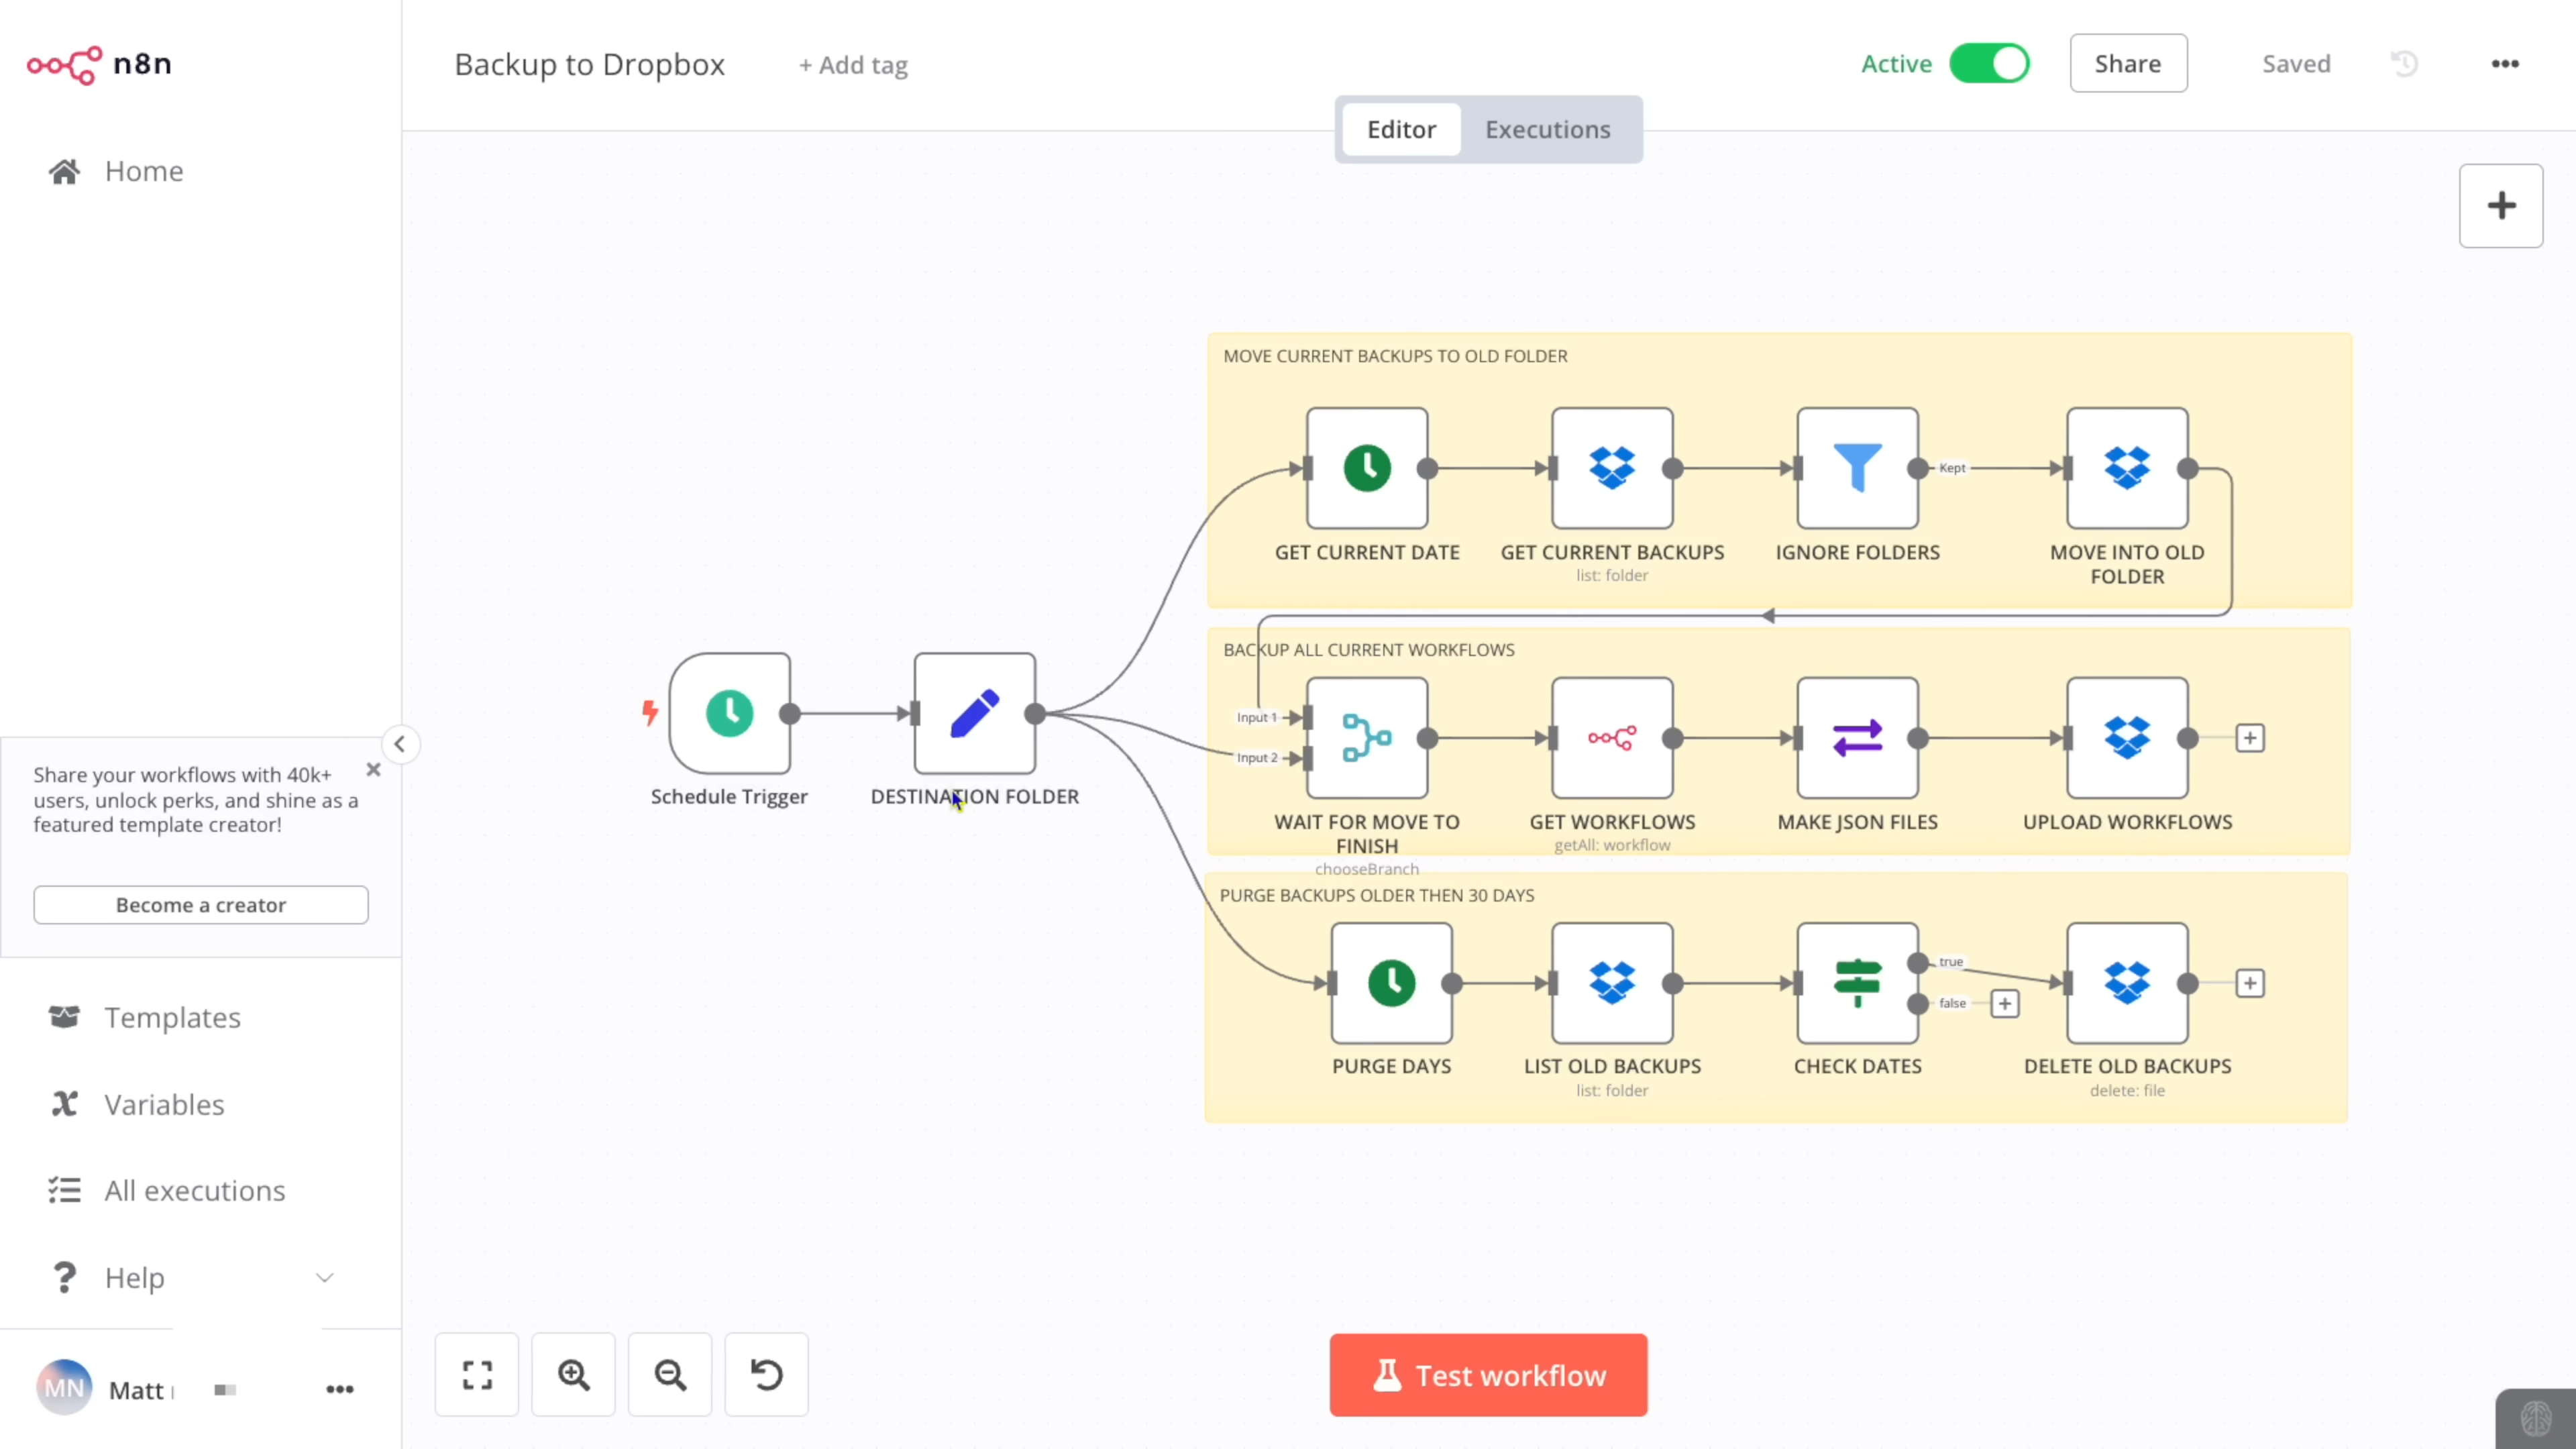 n8n
Backup to Dropbox
+ Add tag
Active
Share
Saved
Editor
Executions
Home
MOVE CURRENT BACKUPS TO OLD FOLDER
GET CURRENT DATE
GET CURRENT BACKUPS
list: folder
IGNORE FOLDERS
Kept
MOVE INTO OLD
FOLDER
Schedule Trigger
DESTINATION FOLDER
BACKUP ALL CURRENT WORKFLOWS
Input 1
Input 2
WAIT FOR MOVE TO
FINISH
chooseBranch
GET WORKFLOWS
getAll: workflow
MAKE JSON FILES
UPLOAD WORKFLOWS
PURGE BACKUPS OLDER THEN 30 DAYS
PURGE DAYS
LIST OLD BACKUPS
list: folder
CHECK DATES
true
false
DELETE OLD BACKUPS
delete: file
Share your workflows with 40k+
users, unlock perks, and shine as a
featured template creator!
Become a creator
Templates
Variables
All executions
Help
MN
Matt
Test workflow